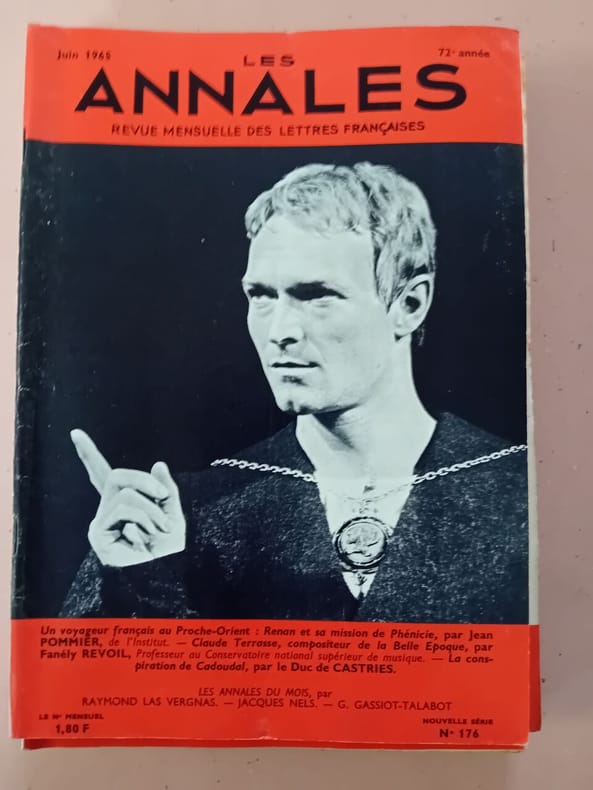 Juin 1965
72e année
LES
ANNALES
REVUE MENSUELLE DES LETTRES FRANÇAISES
Un voyageur français au Proche-Orient : Renan et sa mission de Phénicie, par Jean
POMMIER, de l'Institut. — Claude Terrasse, compositeur de la Belle Epoque, par
Fanély REVOIL, Professeur au Conservatoire national supérieur de musique. — La cons-
piration de Cadoudal, par le Duc de CASTRIES.
LES ANNALES DU MOIS, par
RAYMOND LAS VERGNAS. — JACQUES NELS. — G. GASSIOT-TALABOT
LE No MENSUEL
1,80 F
NOUVELLE SÉRIE
No 176